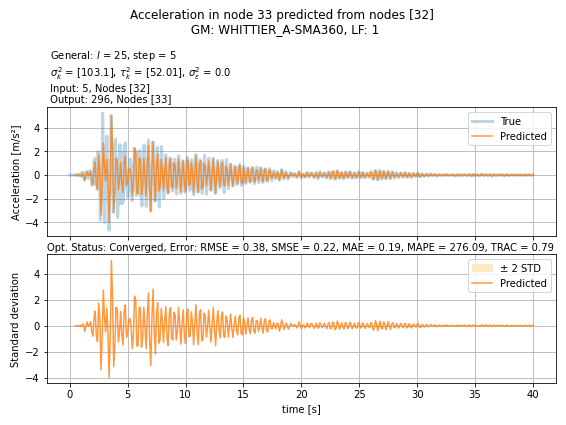 Acceleration in node 33 predicted from nodes [32]
GM: WHITTIER_A-SMA360, LF: 1
General: l = 25, step = 5
σ²ₖ = [103.1], τ²ₖ = [52.01], σ²ε = 0.0
Input: 5, Nodes [32]
Output: 296, Nodes [33]
Acceleration [m/s²]
4
2
0
−2
−4
True
Predicted
Opt. Status: Converged, Error: RMSE = 0.38, SMSE = 0.22, MAE = 0.19, MAPE = 276.09, TRAC = 0.79
Standard deviation
4
2
0
−2
−4
± 2 STD
Predicted
0 5 10 15 20 25 30 35 40
time [s]